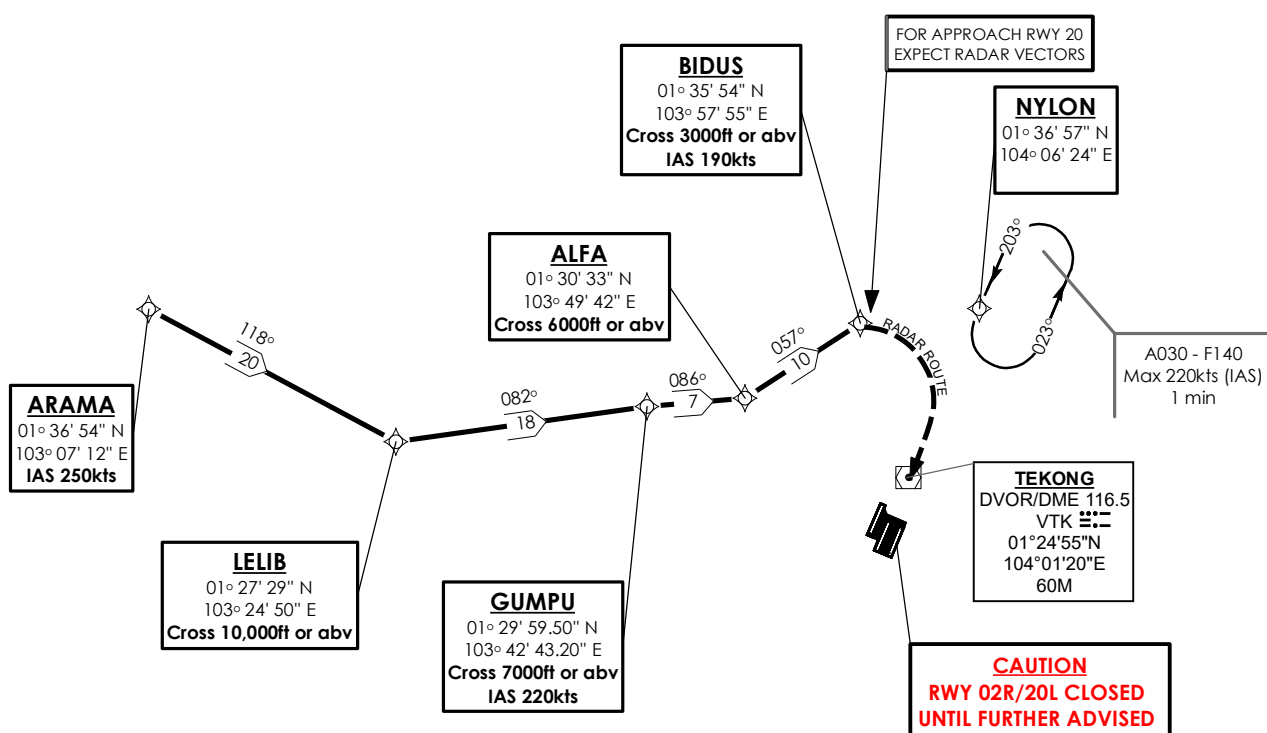 FOR APPROACH RWY 20
EXPECT RADAR VECTORS
BIDUS
01° 35' 54" N
103° 57' 55" E
Cross 3000ft or abv
IAS 190kts
NYLON
01° 36' 57" N
104° 06' 24" E
ALFA
01° 30' 33" N
103° 49' 42" E
Cross 6000ft or abv
203°
023°
118°
20
082°
18
086°
7
057°
10
RADAR ROUTE
A030 - F140
Max 220kts (IAS)
1 min
ARAMA
01° 36' 54" N
103° 07' 12" E
IAS 250kts
LELIB
01° 27' 29" N
103° 24' 50" E
Cross 10,000ft or abv
GUMPU
01° 29' 59.50" N
103° 42' 43.20" E
Cross 7000ft or abv
IAS 220kts
TEKONG
DVOR/DME 116.5
VTK
01°24'55"N
104°01'20"E
60M
CAUTION
RWY 02R/20L CLOSED
UNTIL FURTHER ADVISED